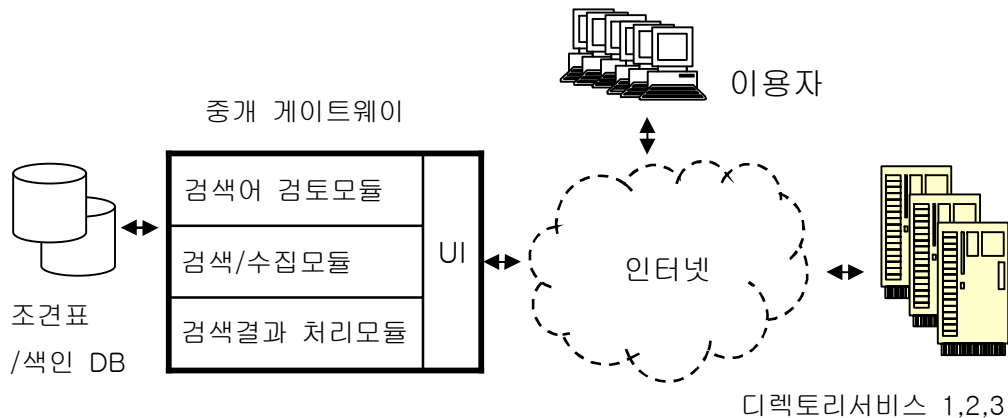 이용자
중개 게이트웨이
검색어 검토모듈
검색/수집모듈
검색결과 처리모듈
UI
인터넷
조견표
/색인 DB
디렉토리서비스 1,2,3